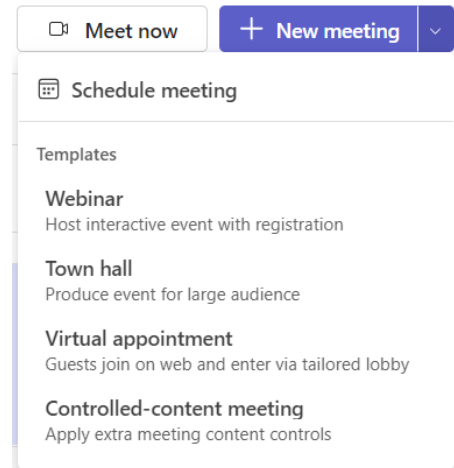 Meet now
New meeting
Schedule meeting
Templates
Webinar
Host interactive event with registration
Town hall
Produce event for large audience
Virtual appointment
Guests join on web and enter via tailored lobby
Controlled-content meeting
Apply extra meeting content controls